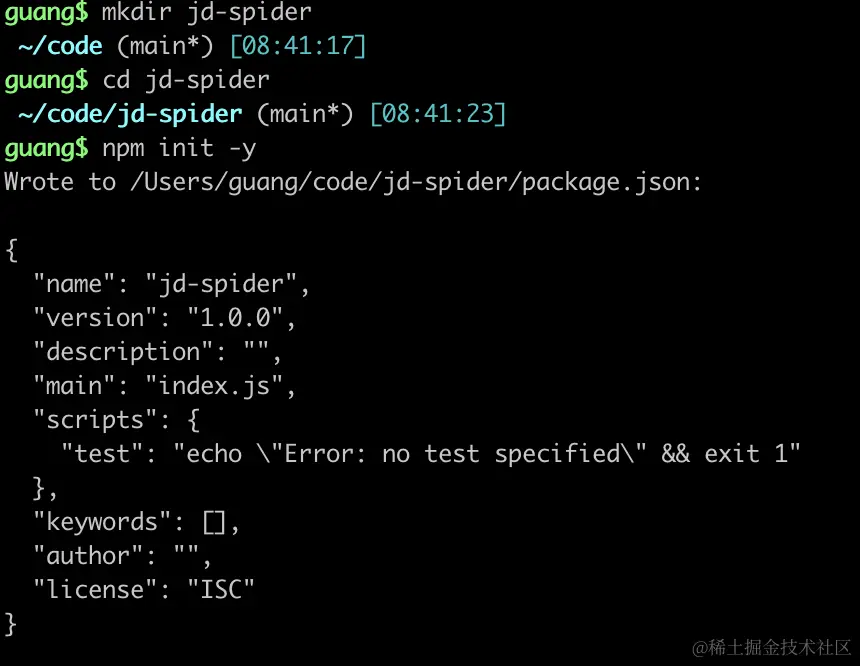 guang$ mkdir jd-spider
~/code (main*) [08:41:17]
guang$ cd jd-spider
~/code/jd-spider (main*) [08:41:23]
guang$ npm init -y
Wrote to /Users/guang/code/jd-spider/package.json:

{
  "name": "jd-spider",
  "version": "1.0.0",
  "description": "",
  "main": "index.js",
  "scripts": {
    "test": "echo \"Error: no test specified\" && exit 1"
  },
  "keywords": [],
  "author": "",
  "license": "ISC"
}
@稀土掘金技术社区